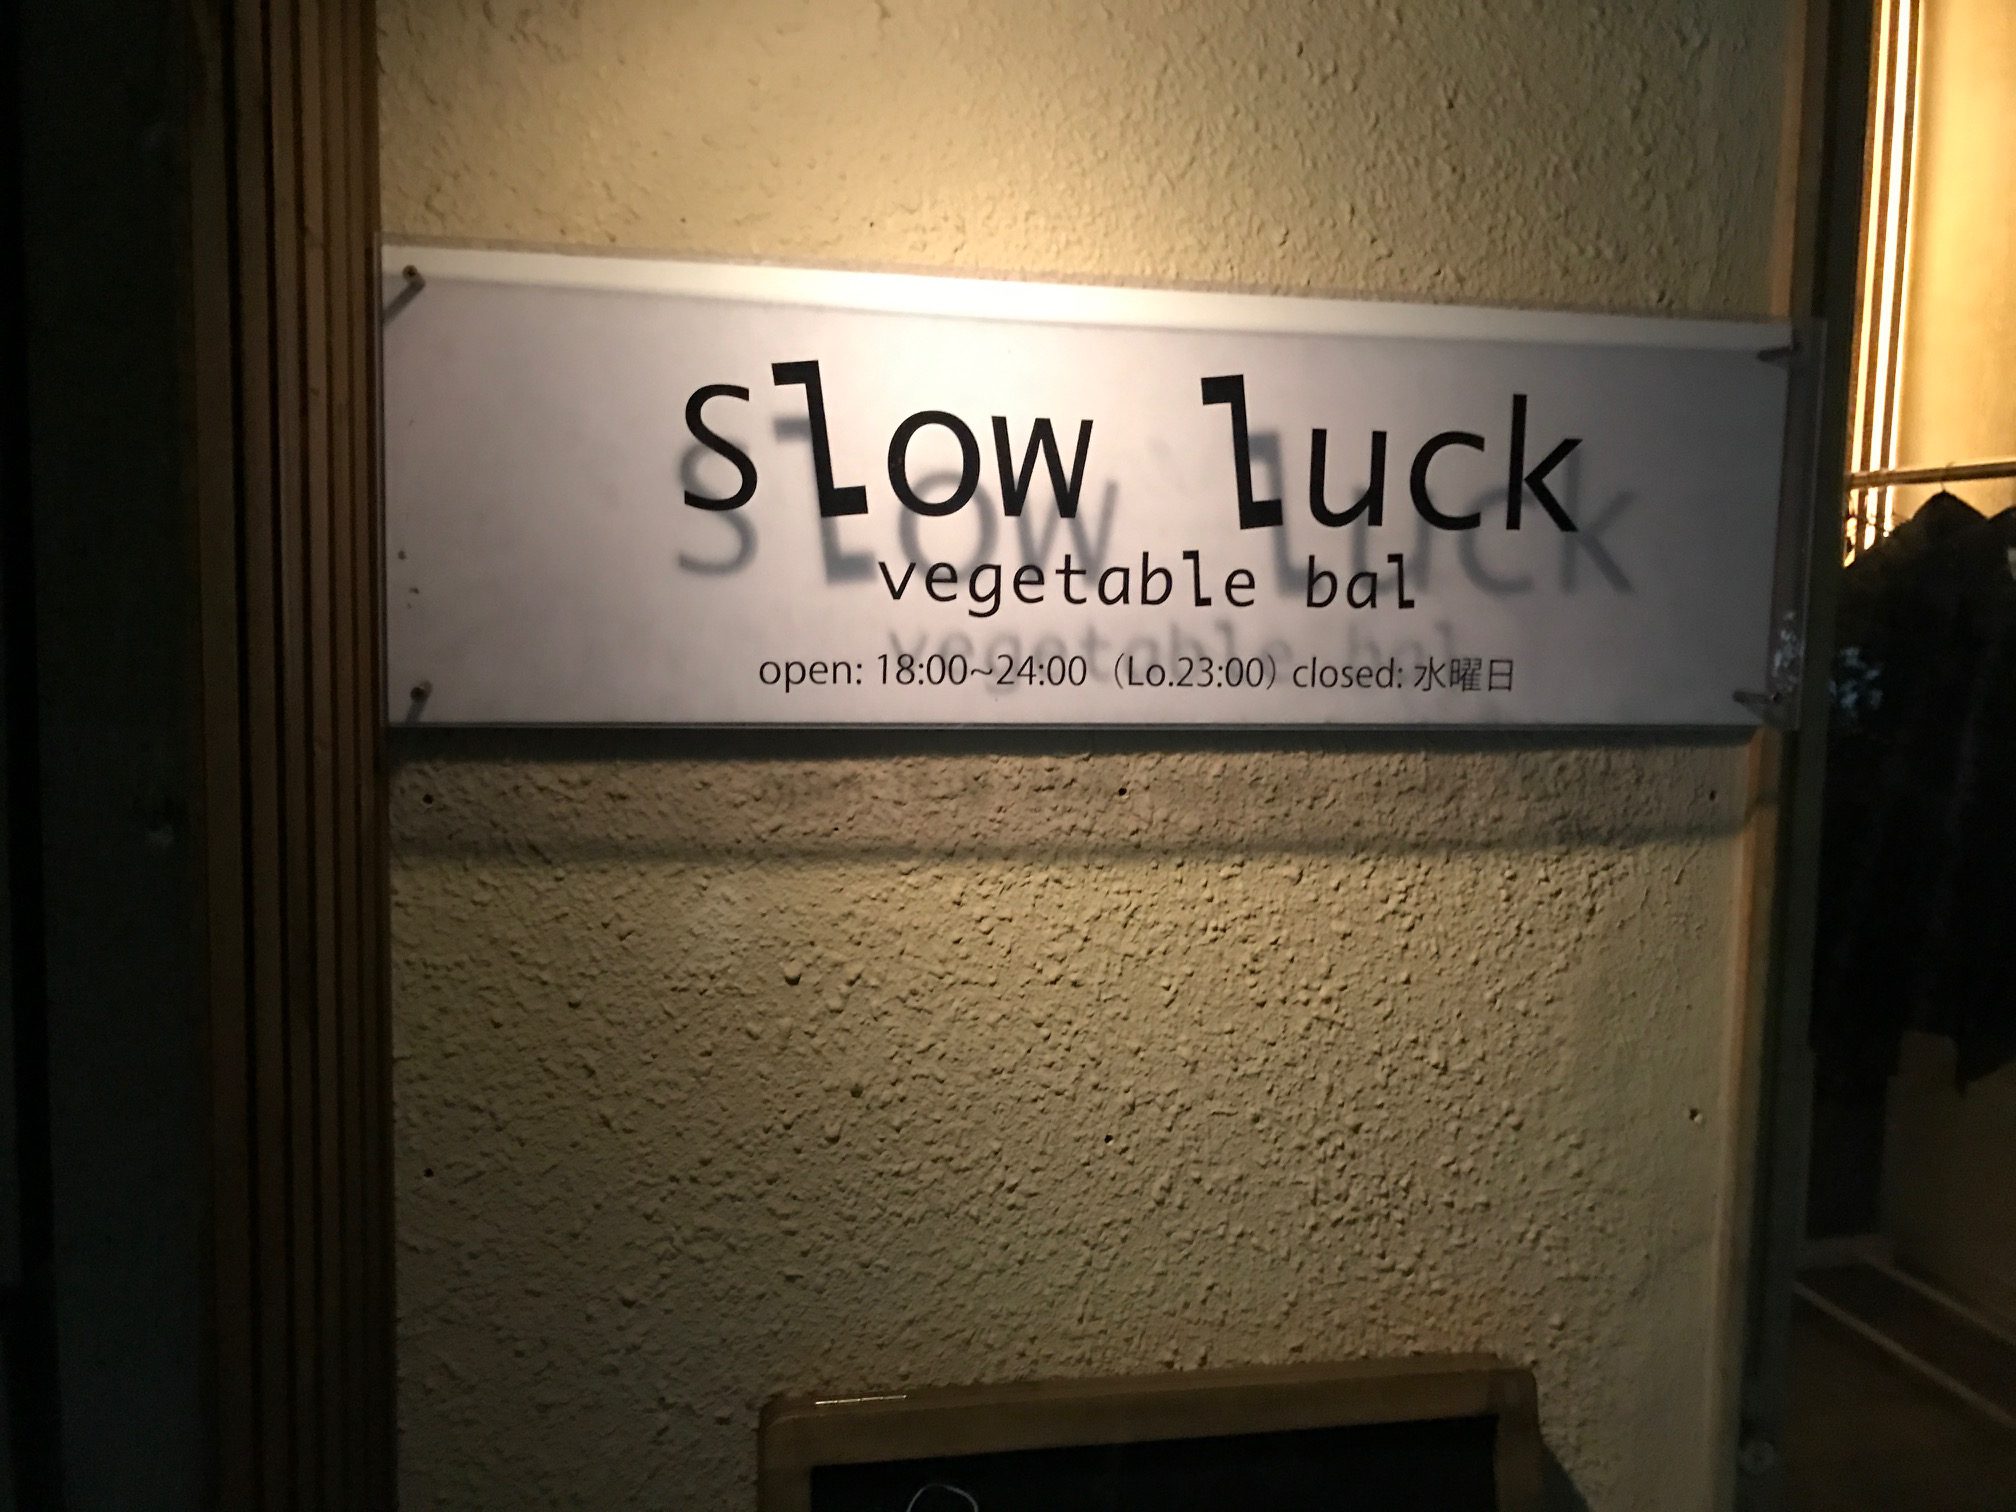 slow luck
vegetable bal
open: 18:00~24:00（Lo.23:00）closed: 水曜日